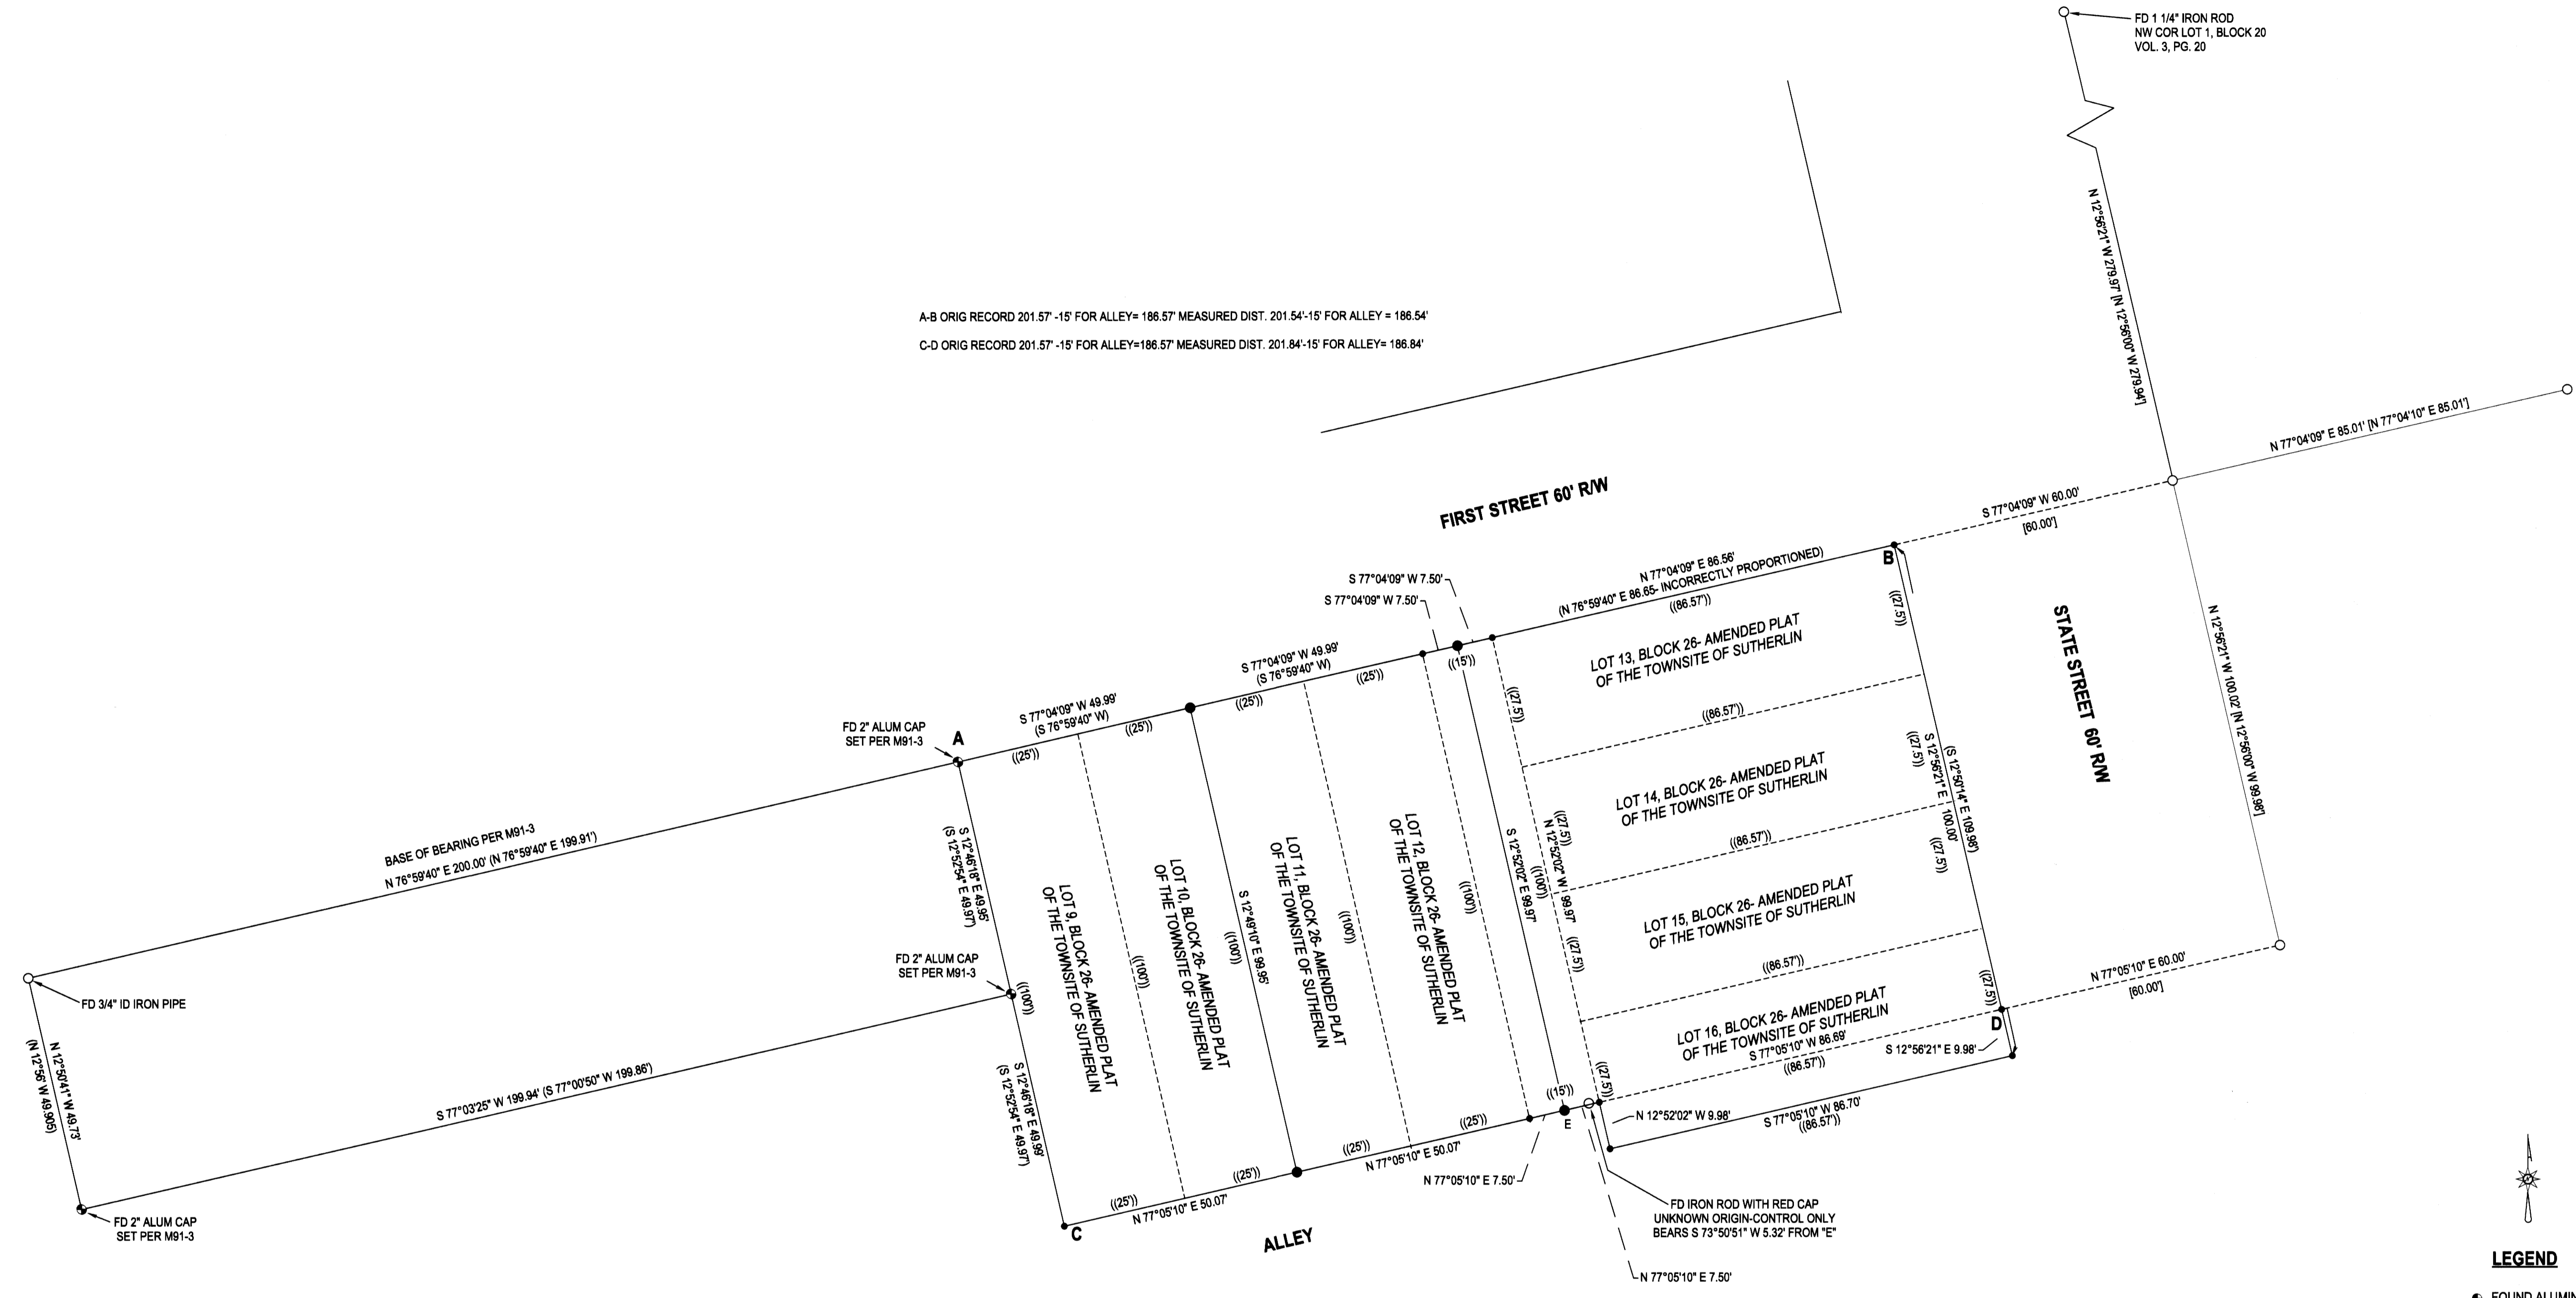 FD 1 1/4" IRON ROD
NW COR LOT 1, BLOCK 20
VOL. 3, PG. 20
N 12°56'21" W 279.97' [N 12°56'00" W 279.94']
A-B ORIG RECORD 201.57' -15' FOR ALLEY= 186.57' MEASURED DIST. 201.54'-15' FOR ALLEY = 186.54'
C-D ORIG RECORD 201.57' -15' FOR ALLEY=186.57' MEASURED DIST. 201.84'-15' FOR ALLEY= 186.84'
N 77°04'09" E 85.01' [N 77°04'10" E 85.01']
FIRST STREET 60' R/W
S 77°04'09" W 60.00'
[60.00']
B
N 77°04'09" E 86.56'
(N 76°59'40" E 86.65- INCORRECTLY PROPORTIONED)
((86.57'))
S 77°04'09" W 7.50'
S 77°04'09" W 7.50'
((15'))
S 77°04'09" W 49.99'
(S 76°59'40" W)
((25'))
((25'))
S 77°04'09" W 49.99'
(S 76°59'40" W)
((25'))
((25'))
FD 2" ALUM CAP
SET PER M91-3
A
BASE OF BEARING PER M91-3
N 76°59'40" E 200.00' (N 76°59'40" E 199.91')
S 12°46'18" E 49.95'
(S 12°52'54" E 49.97')
FD 2" ALUM CAP
SET PER M91-3
((100'))
S 12°46'18" E 49.99'
(S 12°52'54" E 49.97')
FD 3/4" ID IRON PIPE
N 12°50'41" W 49.73'
(N 12°56' W 49.905)
S 77°03'25" W 199.94' (S 77°00'50" W 199.86')
FD 2" ALUM CAP
SET PER M91-3
LOT 9, BLOCK 26- AMENDED PLAT
OF THE TOWNSITE OF SUTHERLIN
((100'))
LOT 10, BLOCK 26- AMENDED PLAT
OF THE TOWNSITE OF SUTHERLIN
((100'))
S 12°49'10" E 99.95'
LOT 11, BLOCK 26- AMENDED PLAT
OF THE TOWNSITE OF SUTHERLIN
((100'))
LOT 12, BLOCK 26- AMENDED PLAT
OF THE TOWNSITE OF SUTHERLIN
((100'))
S 12°52'02" E 99.97'
((100'))
N 12°52'02" W 99.97
((27.5'))
((27.5'))
((27.5'))
((27.5'))
LOT 13, BLOCK 26- AMENDED PLAT
OF THE TOWNSITE OF SUTHERLIN
((86.57'))
LOT 14, BLOCK 26- AMENDED PLAT
OF THE TOWNSITE OF SUTHERLIN
((86.57'))
LOT 15, BLOCK 26- AMENDED PLAT
OF THE TOWNSITE OF SUTHERLIN
((86.57'))
LOT 16, BLOCK 26- AMENDED PLAT
OF THE TOWNSITE OF SUTHERLIN
S 77°05'10" W 86.69'
((86.57'))
((27.5'))
((27.5'))
((27.5'))
((27.5'))
(S 12°50'14" E 109.98')
S 12°56'21" E 100.00'
STATE STREET 60' R/W
N 12°56'21" W 100.02' [N 12°56'00" W 99.98']
N 77°05'10" E 60.00'
[60.00']
D
S 12°56'21" E 9.98'
N 12°52'02" W 9.98'
S 77°05'10" W 86.70'
((86.57'))
((15'))
E
((25'))
((25'))
N 77°05'10" E 50.07'
((25'))
((25'))
N 77°05'10" E 50.07'
C
ALLEY
N 77°05'10" E 7.50'
FD IRON ROD WITH RED CAP
UNKNOWN ORIGIN-CONTROL ONLY
BEARS S 73°50'51" W 5.32' FROM "E"
N 77°05'10" E 7.50'
LEGEND